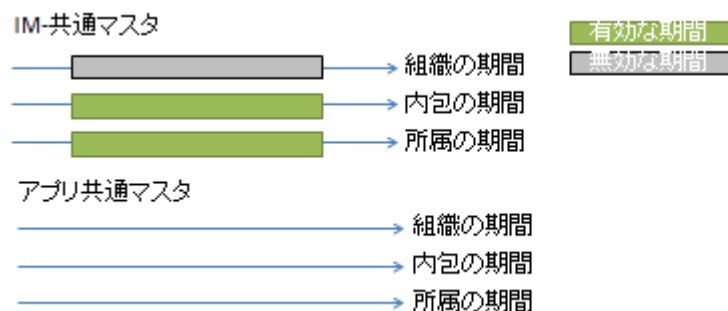 IM-共通マスタ
有効な期間
無効な期間
組織の期間
内包の期間
所属の期間
アプリ共通マスタ
組織の期間
内包の期間
所属の期間